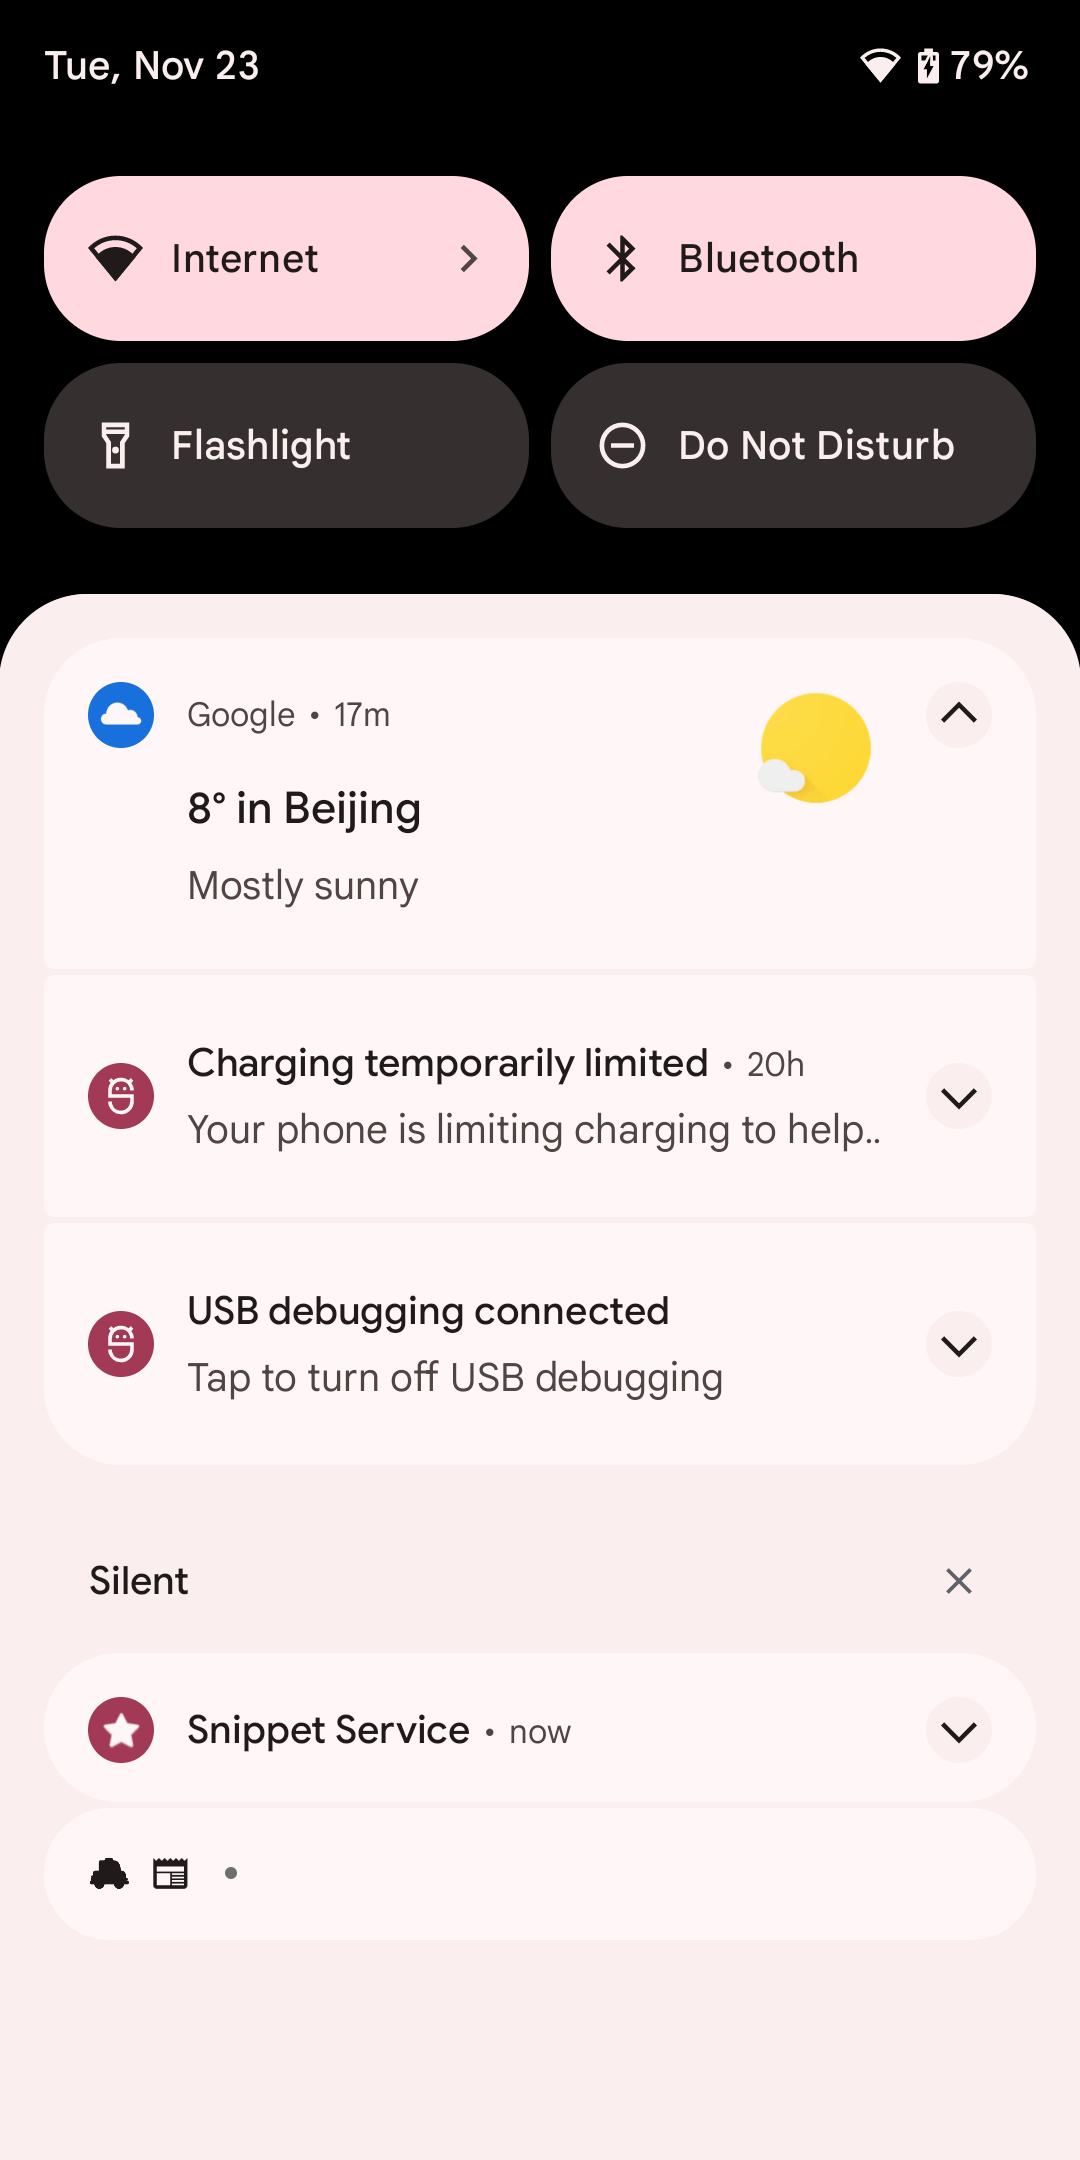 Tue, Nov 23 79%
Internet
Bluetooth
Flashlight
Do Not Disturb
Google • 17m
8° in Beijing
Mostly sunny
Charging temporarily limited • 20h
Your phone is limiting charging to help..
USB debugging connected
Tap to turn off USB debugging
Silent
Snippet Service • now